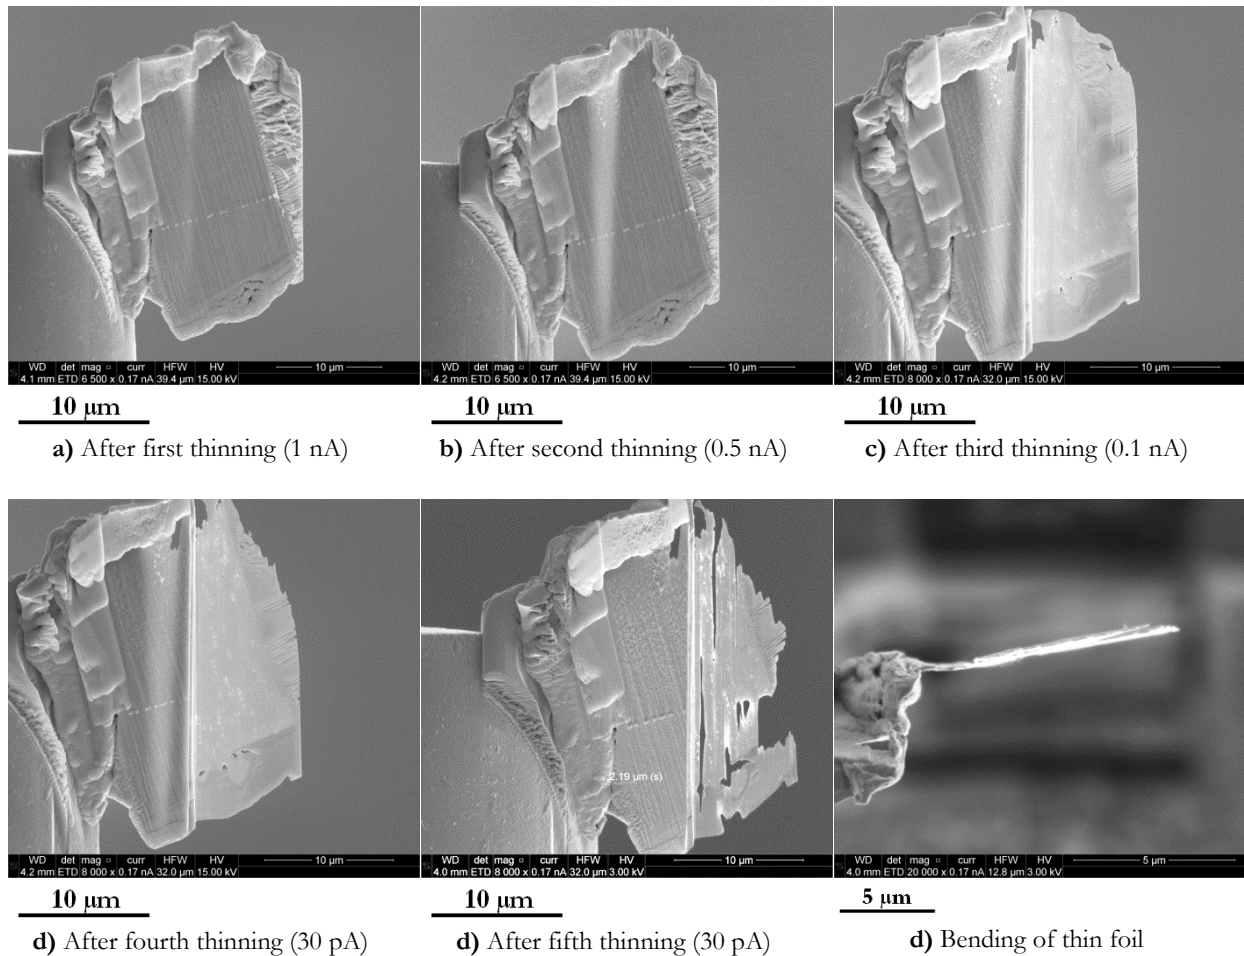 WD det mag □ curr HFW HV 10 µm
4.1 mm ETD 6 500 x 0.17 nA 39.4 µm 15.00 kV
WD det mag □ curr HFW HV 10 µm
4.2 mm ETD 6 500 x 0.17 nA 39.4 µm 15.00 kV
WD det mag □ curr HFW HV 10 µm
4.2 mm ETD 8 000 x 0.17 nA 32.0 µm 15.00 kV
10 µm
10 µm
10 µm
a) After first thinning (1 nA)
b) After second thinning (0.5 nA)
c) After third thinning (0.1 nA)
2.19 µm (s)
WD det mag □ curr HFW HV 10 µm
4.2 mm ETD 8 000 x 0.17 nA 32.0 µm 15.00 kV
WD det mag □ curr HFW HV 10 µm
4.0 mm ETD 8 000 x 0.17 nA 32.0 µm 3.00 kV
WD det mag □ curr HFW HV 5 µm
4.0 mm ETD 20 000 x 0.17 nA 12.8 µm 3.00 kV
10 µm
10 µm
5 µm
d) After fourth thinning (30 pA)
d) After fifth thinning (30 pA)
d) Bending of thin foil